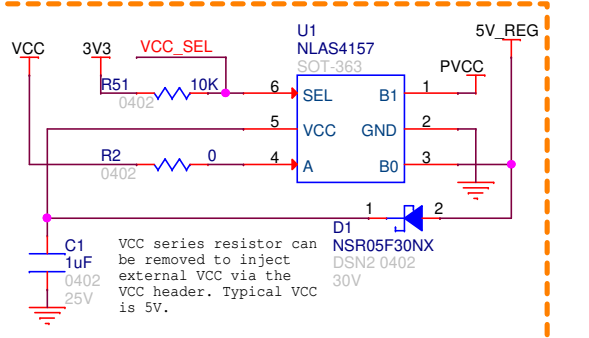 U1
NLAS4157
SOT-363
VCC
3V3
VCC_SEL
5V_REG
PVCC
R51
10K
0402
6
SEL
B1
1
5
VCC
GND
2
R2
0
0402
4
A
B0
3
1
2
D1
NSR05F30NX
DSN2 0402
30V
C1
1uF
0402
25V
VCC series resistor can
be removed to inject
external VCC via the
VCC header. Typical VCC
is 5V.